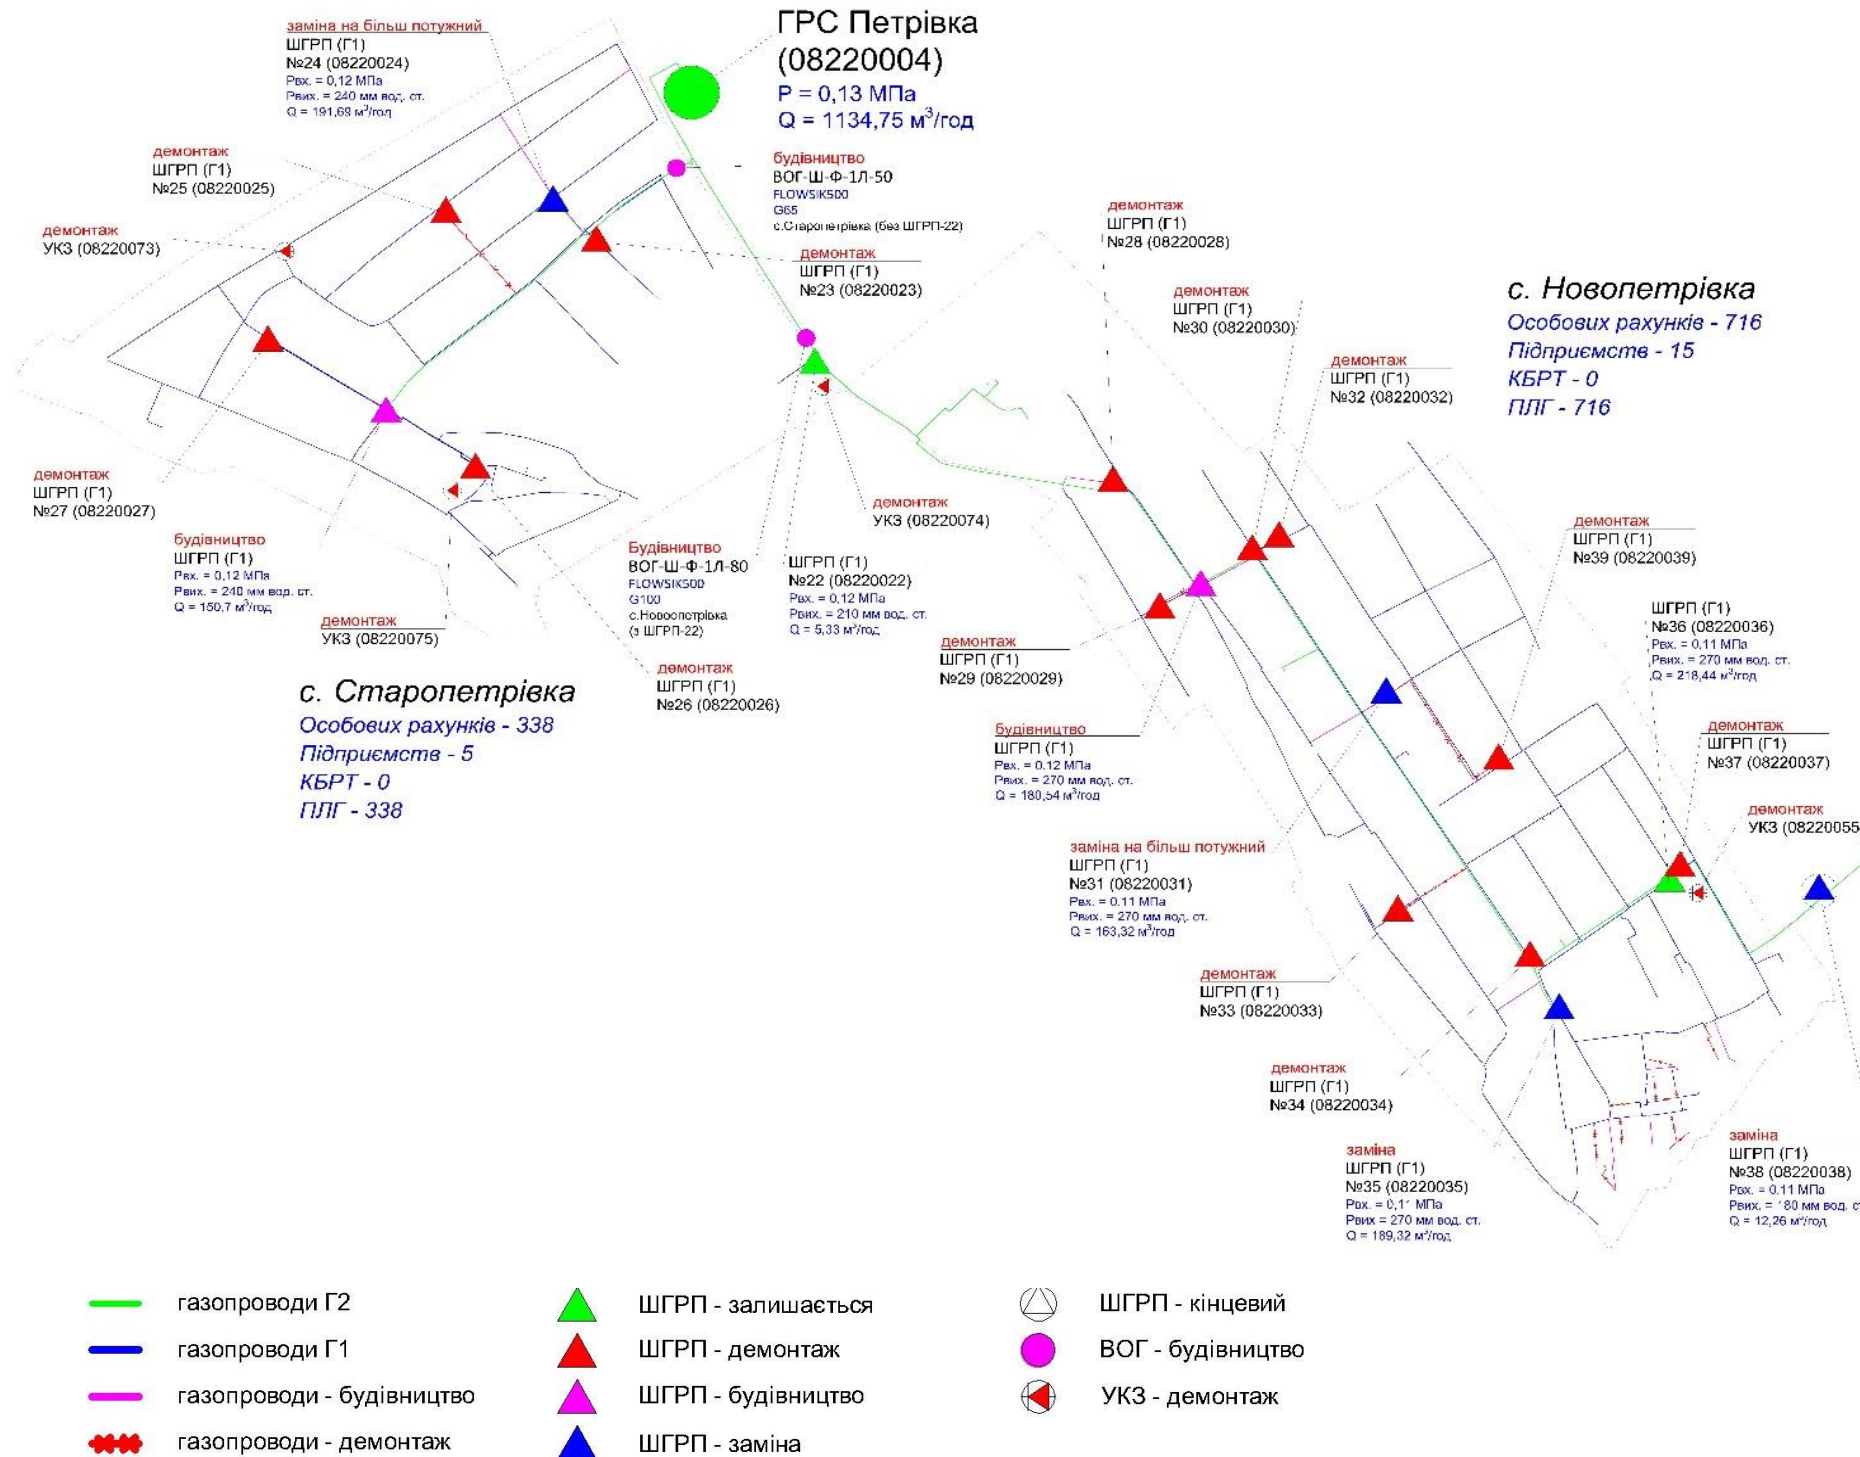 ГРС Петрівка
(08220004)
P = 0,13 МПа
Q = 1134,75 м³/год
заміна на більш потужний
ШГРП (Г1)
№24 (08220024)
Рвх. = 0,12 МПа
Рвих. = 240 мм вод. ст.
Q = 191,69 м³/год
демонтаж
ШГРП (Г1)
№25 (08220025)
демонтаж
УКЗ (08220073)
будівництво
ВОГ-Ш-Ф-1Л-50
FLOWSIK500
G65
с.Старопетрівка (без ШГРП-22)
демонтаж
ШГРП (Г1)
№23 (08220023)
демонтаж
ШГРП (Г1)
№28 (08220028)
демонтаж
ШГРП (Г1)
№30 (08220030)
демонтаж
ШГРП (Г1)
№32 (08220032)
с. Новопетрівка
Особових рахунків - 716
Підприємств - 15
КБРТ - 0
ПЛГ - 716
демонтаж
ШГРП (Г1)
№27 (08220027)
будівництво
ШГРП (Г1)
Рвх. = 0,12 МПа
Рвих. = 240 мм вод. ст.
Q = 150,7 м³/год
демонтаж
УКЗ (08220075)
демонтаж
УКЗ (08220074)
Будівництво
ВОГ-Ш-Ф-1Л-80
FLOWSIK500
G100
с.Новоопетрівка
(з ШГРП-22)
ШГРП (Г1)
№22 (08220022)
Рвх. = 0,12 МПа
Рвих. = 210 мм вод. ст.
Q = 5,33 м³/год
демонтаж
ШГРП (Г1)
№26 (08220026)
с. Старопетрівка
Особових рахунків - 338
Підприємств - 5
КБРТ - 0
ПЛГ - 338
демонтаж
ШГРП (Г1)
№39 (08220039)
ШГРП (Г1)
№36 (08220036)
Рвх. = 0,11 МПа
Рвих. = 270 мм вод. ст.
Q = 218,44 м³/год
демонтаж
ШГРП (Г1)
№29 (08220029)
демонтаж
ШГРП (Г1)
№37 (08220037)
будівництво
ШГРП (Г1)
Рвх. = 0.12 МПа
Рвих. = 270 мм вод. ст.
Q = 180,54 м³/год
демонтаж
УКЗ (08220055
заміна на більш потужний
ШГРП (Г1)
№31 (08220031)
Рвх. = 0.11 МПа
Рвих. = 270 мм вод. ст.
Q = 163,32 м³/год
демонтаж
ШГРП (Г1)
№33 (08220033)
демонтаж
ШГРП (Г1)
№34 (08220034)
заміна
ШГРП (Г1)
№35 (08220035)
Рвх. = 0,11 МПа
Рвих = 270 мм вод. ст.
Q = 189,32 м³/год
заміна
ШГРП (Г1)
№38 (08220038)
Рвх. = 0.11 МПа
Рвих. = 180 мм вод. с
Q = 12,26 м³/год
газопроводи Г2
газопроводи Г1
газопроводи - будівництво
газопроводи - демонтаж
ШГРП - залишається
ШГРП - демонтаж
ШГРП - будівництво
ШГРП - заміна
ШГРП - кінцевий
ВОГ - будівництво
УКЗ - демонтаж